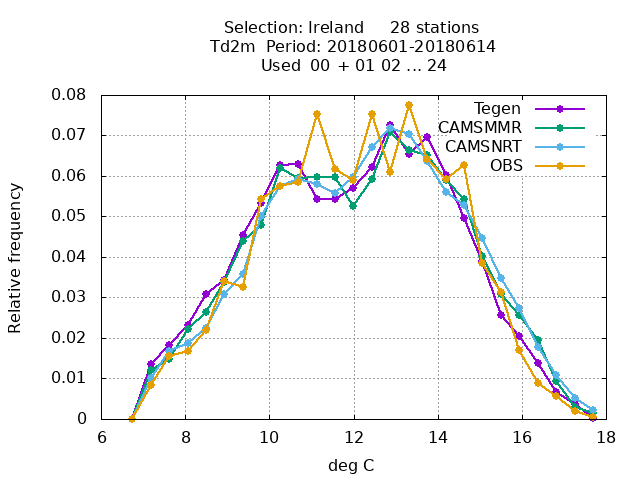 Selection: Ireland 28 stations
Td2m Period: 20180601-20180614
Used 00 + 01 02 ... 24
Relative frequency
0.08
0.07
0.06
0.05
0.04
0.03
0.02
0.01
0
Tegen
CAMSMMR
CAMSNRT
OBS
6 8 10 12 14 16 18
deg C